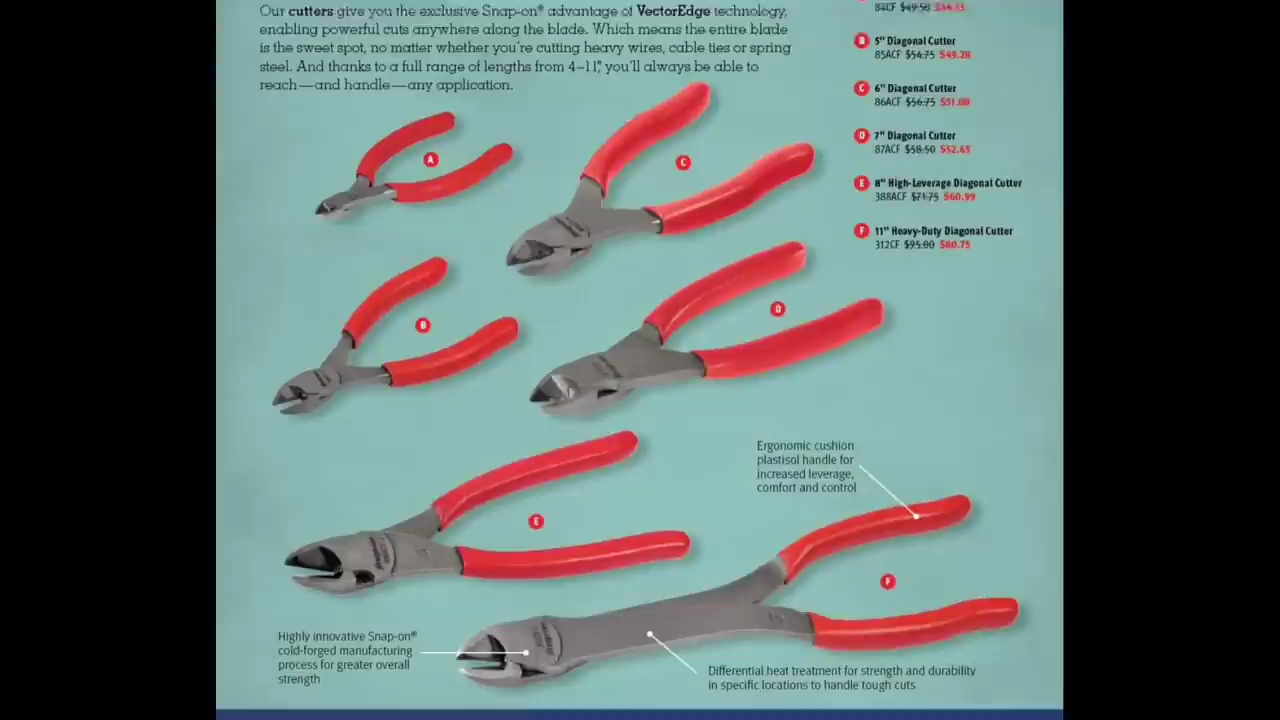 Our cutters give you the exclusive Snap-on® advantage of VectorEdge technology,
enabling powerful cuts anywhere along the blade. Which means the entire blade
is the sweet spot, no matter whether you're cutting heavy wires, cable ties or spring
steel. And thanks to a full range of lengths from 4–11", you'll always be able to
reach—and handle—any application.
84CF $49.50 $44.55
B 5" Diagonal Cutter
85ACF $54.75 $49.28
C 6" Diagonal Cutter
86ACF $56.75
D 7" Diagonal Cutter
87ACF $58.50 $52.65
E 8" High-Leverage Diagonal Cutter
388ACF $71.75 $60.99
F 11" Heavy-Duty Diagonal Cutter
312CF $95.00 $80.75
A
C
B
D
E
F
Ergonomic cushion
plastisol handle for
increased leverage,
comfort and control
Highly innovative Snap-on®
cold-forged manufacturing
process for greater overall
strength
Differential heat treatment for strength and durability
in specific locations to handle tough cuts